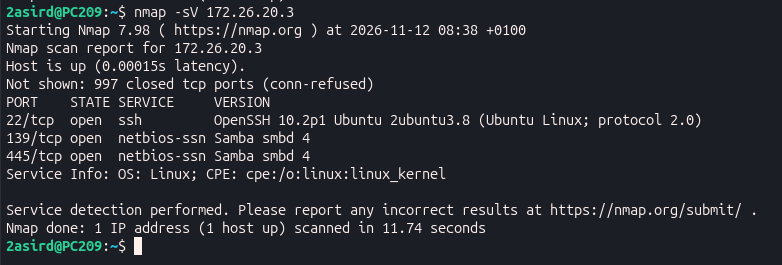 2asird@PC209:~$ nmap -sV 172.26.20.3
Starting Nmap 7.98 ( https://nmap.org ) at 2026-11-12 08:38 +0100
Nmap scan report for 172.26.20.3
Host is up (0.00015s latency).
Not shown: 997 closed tcp ports (conn-refused)
PORT    STATE SERVICE     VERSION
22/tcp  open  ssh         OpenSSH 10.2p1 Ubuntu 2ubuntu3.8 (Ubuntu Linux; protocol 2.0)
139/tcp open  netbios-ssn Samba smbd 4
445/tcp open  netbios-ssn Samba smbd 4
Service Info: OS: Linux; CPE: cpe:/o:linux:linux_kernel

Service detection performed. Please report any incorrect results at https://nmap.org/submit/ .
Nmap done: 1 IP address (1 host up) scanned in 11.74 seconds
2asird@PC209:~$